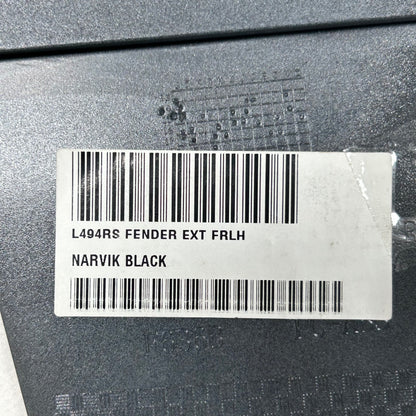 L494RS FENDER EXT FRLH
NARVIK BLACK